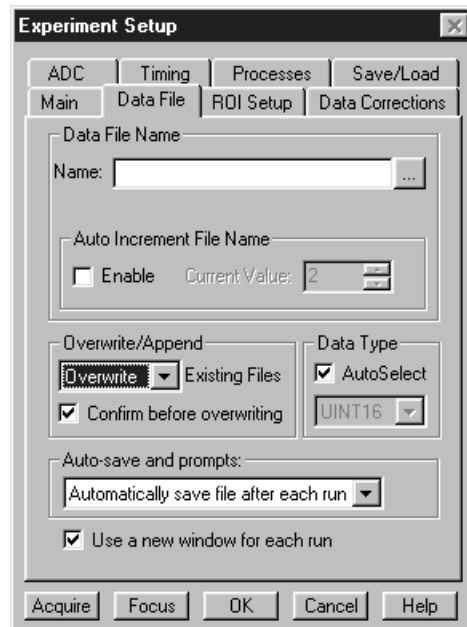 Experiment Setup
ADC Timing Processes Save/Load
Main Data File ROI Setup Data Corrections
Data File Name
Name: ...
Auto Increment File Name
Enable Current Value: 2
Overwrite/Append Data Type
Overwrite Existing Files AutoSelect
Confirm before overwriting UINT16
Auto-save and prompts:
Automatically save file after each run
Use a new window for each run
Acquire Focus OK Cancel Help